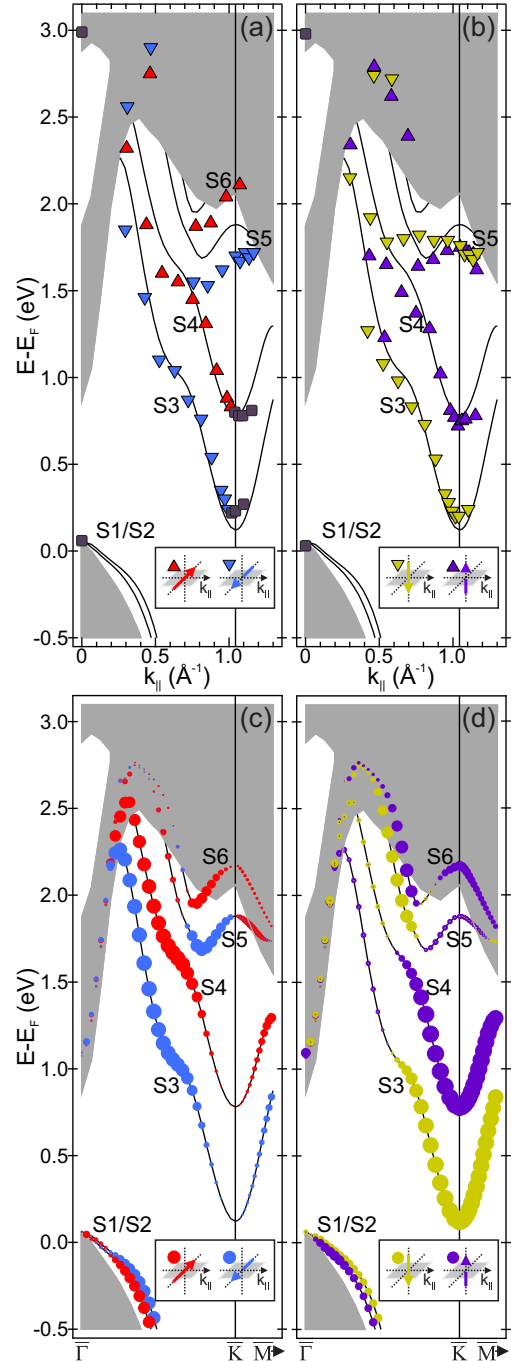 (a)
(b)
3.0
2.5
2.0
1.5
1.0
0.5
0.0
-0.5
E-E_F (eV)
S6
S5
S4
S3
S1/S2
k_||
k_||
S5
S4
S3
S1/S2
k_||
k_||
0 0.5 1.0
0 0.5 1.0
k_|| (Å⁻¹)
k_|| (Å⁻¹)
(c)
(d)
3.0
2.5
2.0
1.5
1.0
0.5
0.0
-0.5
E-E_F (eV)
S6
S5
S4
S3
S1/S2
k_||
k_||
S6
S5
S4
S3
S1/S2
k_||
k_||
Γ̅ K̅ M̅
Γ̅ K̅ M̅